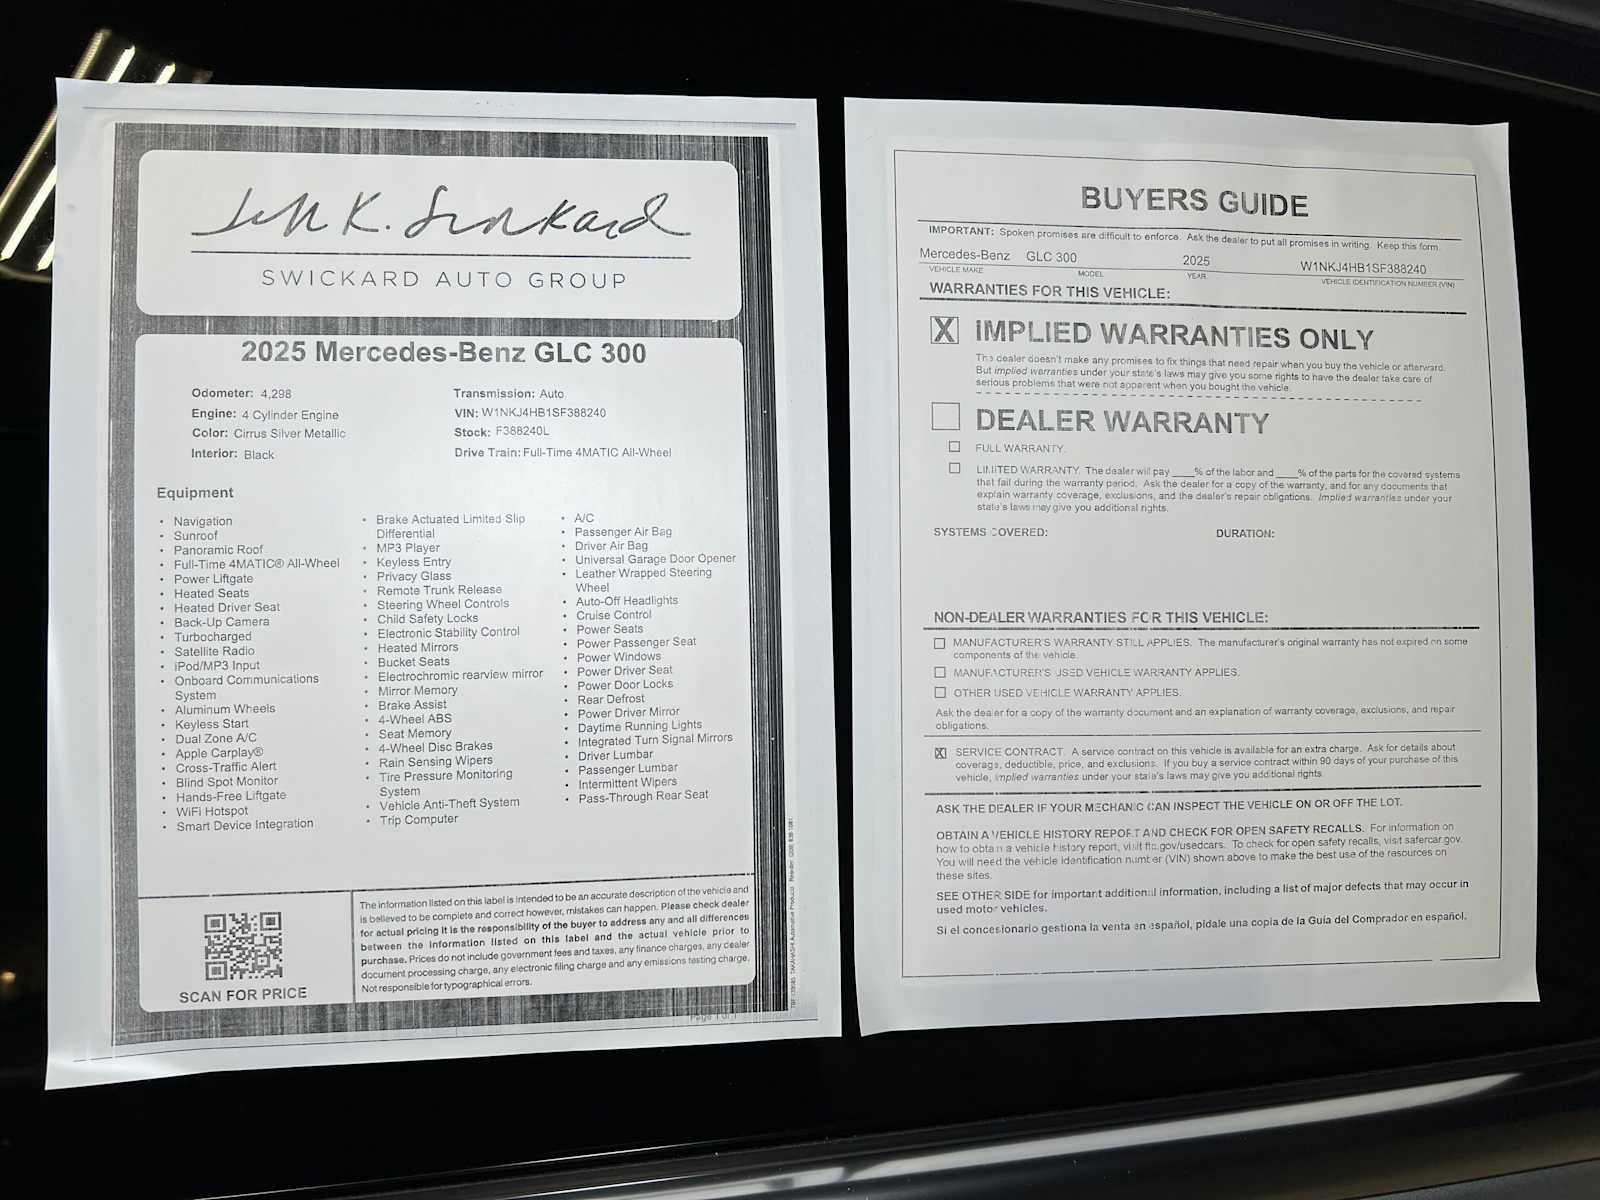 John K. Swickard
SWICKARD AUTO GROUP
2025 Mercedes-Benz GLC 300
Odometer: 4,298
Engine: 4 Cylinder Engine
Color: Cirrus Silver Metallic
Interior: Black
Transmission: Auto
VIN: W1NKJ4HB1SF388240
Stock: F388240L
Drive Train: Full-Time 4MATIC All-Wheel
Equipment
• Navigation
• Sunroof
• Panoramic Roof
• Full-Time 4MATIC® All-Wheel
• Power Liftgate
• Heated Seats
• Heated Driver Seat
• Back-Up Camera
• Turbocharged
• Satellite Radio
• iPod/MP3 Input
• Onboard Communications
System
• Aluminum Wheels
• Keyless Start
• Dual Zone A/C
• Apple Carplay®
• Cross-Traffic Alert
• Blind Spot Monitor
• Hands-Free Liftgate
• WiFi Hotspot
• Smart Device Integration
• Brake Actuated Limited Slip
Differential
• MP3 Player
• Keyless Entry
• Privacy Glass
• Remote Trunk Release
• Steering Wheel Controls
• Child Safety Locks
• Electronic Stability Control
• Heated Mirrors
• Bucket Seats
• Electrochromic rearview mirror
• Mirror Memory
• Brake Assist
• 4-Wheel ABS
• Seat Memory
• 4-Wheel Disc Brakes
• Rain Sensing Wipers
• Tire Pressure Monitoring
System
• Vehicle Anti-Theft System
• Trip Computer
• A/C
• Passenger Air Bag
• Driver Air Bag
• Universal Garage Door Opener
• Leather Wrapped Steering
Wheel
• Auto-Off Headlights
• Cruise Control
• Power Seats
• Power Passenger Seat
• Power Windows
• Power Driver Seat
• Power Door Locks
• Rear Defrost
• Power Driver Mirror
• Daytime Running Lights
• Integrated Turn Signal Mirrors
• Driver Lumbar
• Passenger Lumbar
• Intermittent Wipers
• Pass-Through Rear Seat
SCAN FOR PRICE
The information listed on this label is intended to be an accurate description of the vehicle and
is believed to be complete and correct however, mistakes can happen. Please check dealer
for actual pricing It is the responsibility of the buyer to address any and all differences
between the information listed on this label and the actual vehicle prior to
purchase. Prices do not include government fees and taxes, any finance charges, any dealer
document processing charge, any electronic filing charge and any emissions testing charge.
Not responsible for typographical errors.
Page 1 of 1
BUYERS GUIDE
IMPORTANT: Spoken promises are difficult to enforce. Ask the dealer to put all promises in writing. Keep this form.
Mercedes-Benz GLC 300 2025 W1NKJ4HB1SF388240
VEHICLE MAKE MODEL YEAR VEHICLE IDENTIFICATION NUMBER (VIN)
WARRANTIES FOR THIS VEHICLE:
X IMPLIED WARRANTIES ONLY
The dealer doesn't make any promises to fix things that need repair when you buy the vehicle or afterward.
But implied warranties under your state's laws may give you some rights to have the dealer take care of
serious problems that were not apparent when you bought the vehicle.
DEALER WARRANTY
FULL WARRANTY.
LIMITED WARRANTY. The dealer will pay ____% of the labor and ____% of the parts for the covered systems
that fail during the warranty period. Ask the dealer for a copy of the warranty, and for any documents that
explain warranty coverage, exclusions, and the dealer's repair obligations. Implied warranties under your
state's laws may give you additional rights.
SYSTEMS COVERED: DURATION:
NON-DEALER WARRANTIES FOR THIS VEHICLE:
MANUFACTURER'S WARRANTY STILL APPLIES. The manufacturer's original warranty has not expired on some
components of the vehicle.
MANUFACTURER'S USED VEHICLE WARRANTY APPLIES.
OTHER USED VEHICLE WARRANTY APPLIES.
Ask the dealer for a copy of the warranty document and an explanation of warranty coverage, exclusions, and repair
obligations.
X SERVICE CONTRACT. A service contract on this vehicle is available for an extra charge. Ask for details about
coverage, deductible, price, and exclusions. If you buy a service contract within 90 days of your purchase of this
vehicle, implied warranties under your state's laws may give you additional rights.
ASK THE DEALER IF YOUR MECHANIC CAN INSPECT THE VEHICLE ON OR OFF THE LOT.
OBTAIN A VEHICLE HISTORY REPORT AND CHECK FOR OPEN SAFETY RECALLS. For information on
how to obtain a vehicle history report, visit ftc.gov/usedcars. To check for open safety recalls, visit safercar.gov.
You will need the vehicle identification number (VIN) shown above to make the best use of the resources on
these sites.
SEE OTHER SIDE for important additional information, including a list of major defects that may occur in
used motor vehicles.
Si el concesionario gestiona la venta en español, pídale una copia de la Guía del Comprador en español.